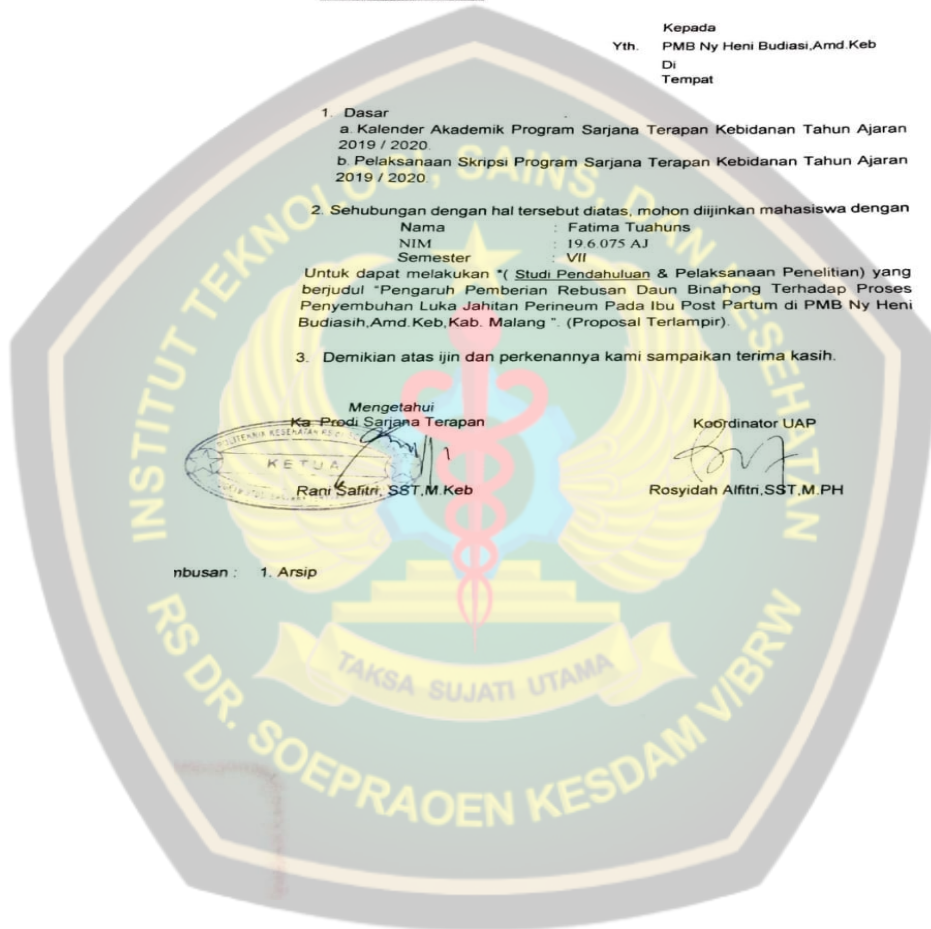 Kepada
Yth. PMB Ny Heni Budiasi,Amd.Keb
Di
Tempat
1. Dasar
a. Kalender Akademik Program Sarjana Terapan Kebidanan Tahun Ajaran
2019 / 2020.
b. Pelaksanaan Skripsi Program Sarjana Terapan Kebidanan Tahun Ajaran
2019 / 2020
2. Sehubungan dengan hal tersebut diatas, mohon diijinkan mahasiswa dengan
Nama : Fatima Tuahuns
NIM : 19.6.075 AJ
Semester : VII
Untuk dapat melakukan *( Studi Pendahuluan & Pelaksanaan Penelitian) yang
berjudul "Pengaruh Pemberian Rebusan Daun Binahong Terhadap Proses
Penyembuhan Luka Jahitan Perineum Pada Ibu Post Partum di PMB Ny Heni
Budiasih,Amd.Keb,Kab. Malang ". (Proposal Terlampir).
3. Demikian atas ijin dan perkenannya kami sampaikan terima kasih.
Mengetahui
Ka. Prodi Sarjana Terapan
Koordinator UAP
POLITEKNIK KESEHATAN RS
KETUA
Rani Safitri, SST,M.Keb
Rosyidah Alfitri,SST,M.PH
mbusan : 1. Arsip
INSTITUT TEKNOLOGI, SAINS, DAN KESEHATAN
TAKSA SUJATI UTAMA
RS DR. SOEPRAOEN KESDAM V/BRW